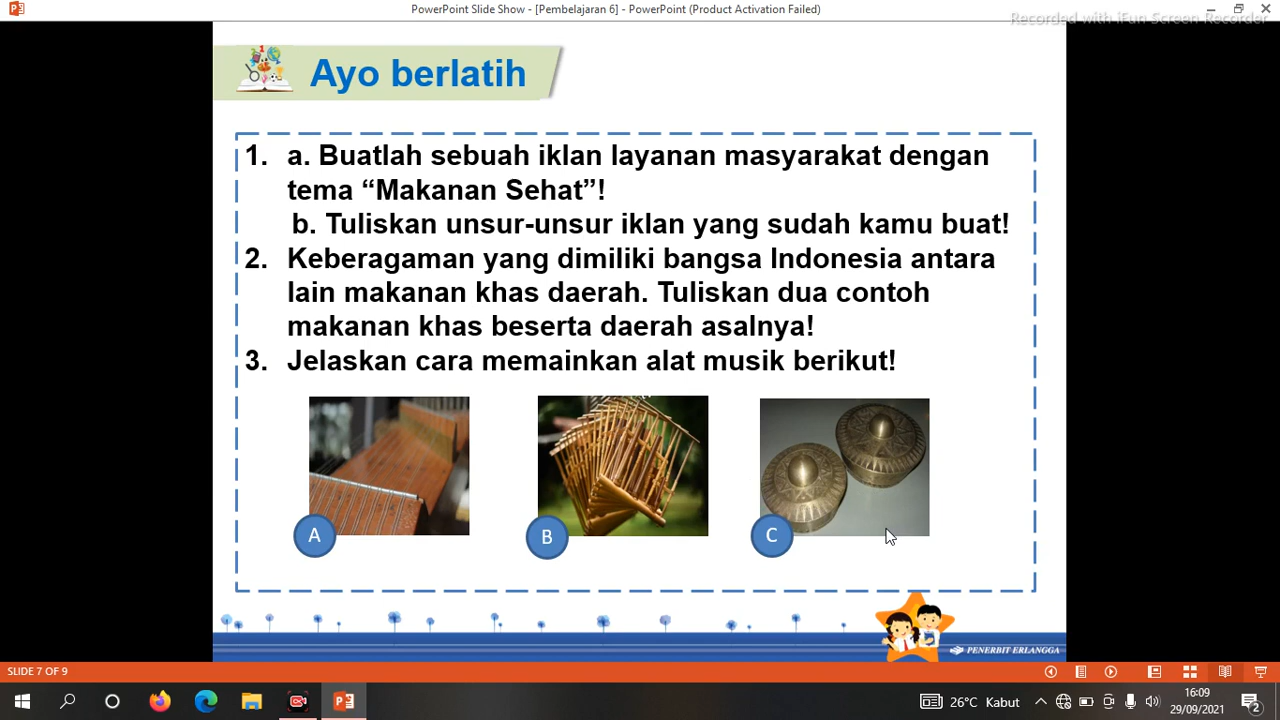 PowerPoint Slide Show - [Pembelajaran 6] - PowerPoint (Product Activation Failed)
Recorded with iFun Screen Recorder
Ayo berlatih
1. a. Buatlah sebuah iklan layanan masyarakat dengan
tema “Makanan Sehat”!
b. Tuliskan unsur-unsur iklan yang sudah kamu buat!
2. Keberagaman yang dimiliki bangsa Indonesia antara
lain makanan khas daerah. Tuliskan dua contoh
makanan khas beserta daerah asalnya!
3. Jelaskan cara memainkan alat musik berikut!
A
B
C
PENERBIT ERLANGGA
SLIDE 7 OF 9
26°C Kabut
16:09
29/09/2021
2